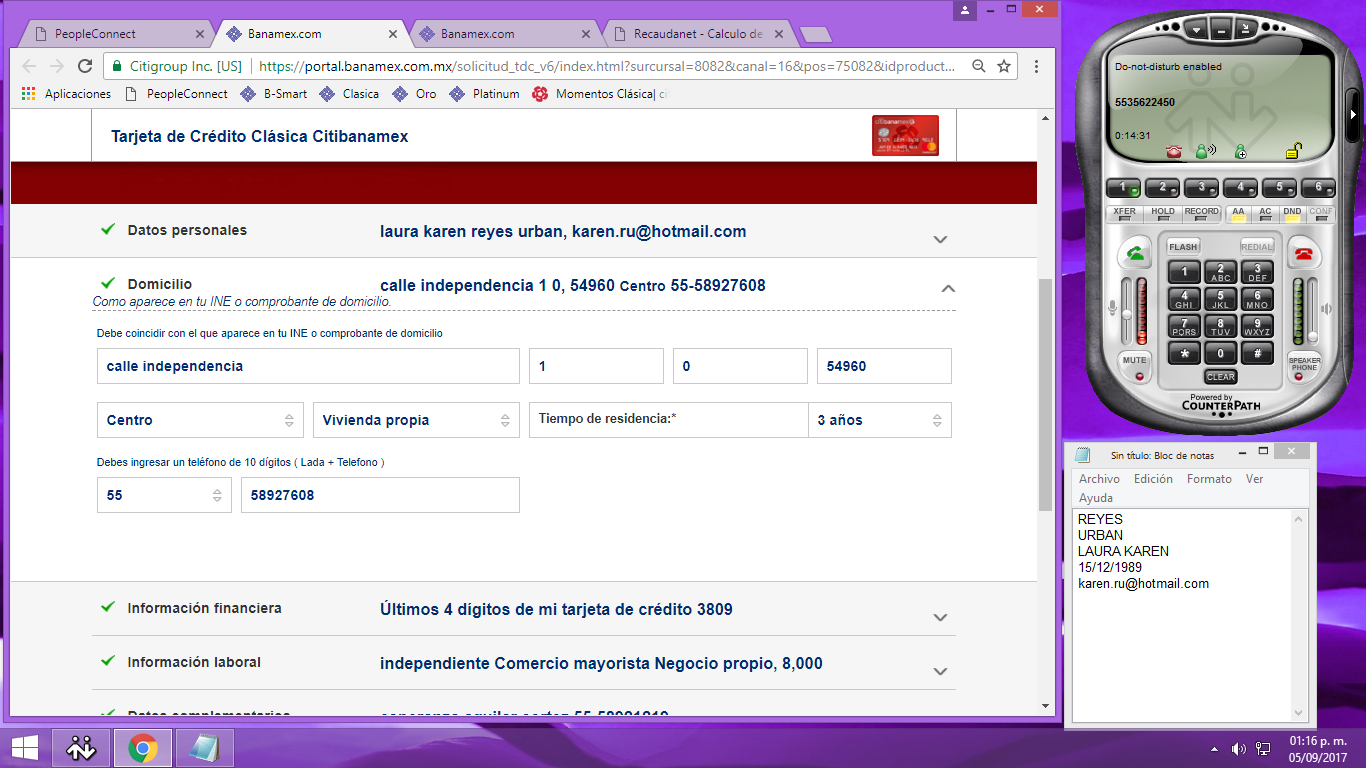 PeopleConnect
Banamex.com
Banamex.com
Recaudanet - Calculo de
Citigroup Inc. [US]
https://portal.banamex.com.mx/solicitud_tdc_v6/index.html?surcursal=8082&canal=16&pos=75082&idproduct...
Aplicaciones
PeopleConnect
B-Smart
Clasica
Oro
Platinum
Momentos Clásica| ci
Tarjeta de Crédito Clásica Citibanamex
citibanamex
Datos personales
laura karen reyes urban, karen.ru@hotmail.com
Domicilio
calle independencia 1 0, 54960 Centro 55-58927608
Como aparece en tu INE o comprobante de domicilio.
Debe coincidir con el que aparece en tu INE o comprobante de domicilio
calle independencia
1
0
54960
Centro
Vivienda propia
Tiempo de residencia:*
3 años
Debes ingresar un teléfono de 10 dígitos ( Lada + Telefono )
55
58927608
Información financiera
Últimos 4 dígitos de mi tarjeta de crédito 3809
Información laboral
independiente Comercio mayorista Negocio propio, 8,000
Datos complementarios
Do-not-disturb enabled
5535622450
0:14:31
1 2 3 4 5 6
XFER HOLD RECORD AA AC DND CONF
FLASH
REDIAL
1
2 ABC
3 DEF
4 GHI
5 JKL
6 MNO
7 PQRS
8 TUV
9 WXYZ
* 0 #
MUTE
SPEAKER PHONE
CLEAR
Powered by
COUNTERPATH
Sin título: Bloc de notas
Archivo Edición Formato Ver
Ayuda
REYES
URBAN
LAURA KAREN
15/12/1989
karen.ru@hotmail.com
01:16 p. m.
05/09/2017